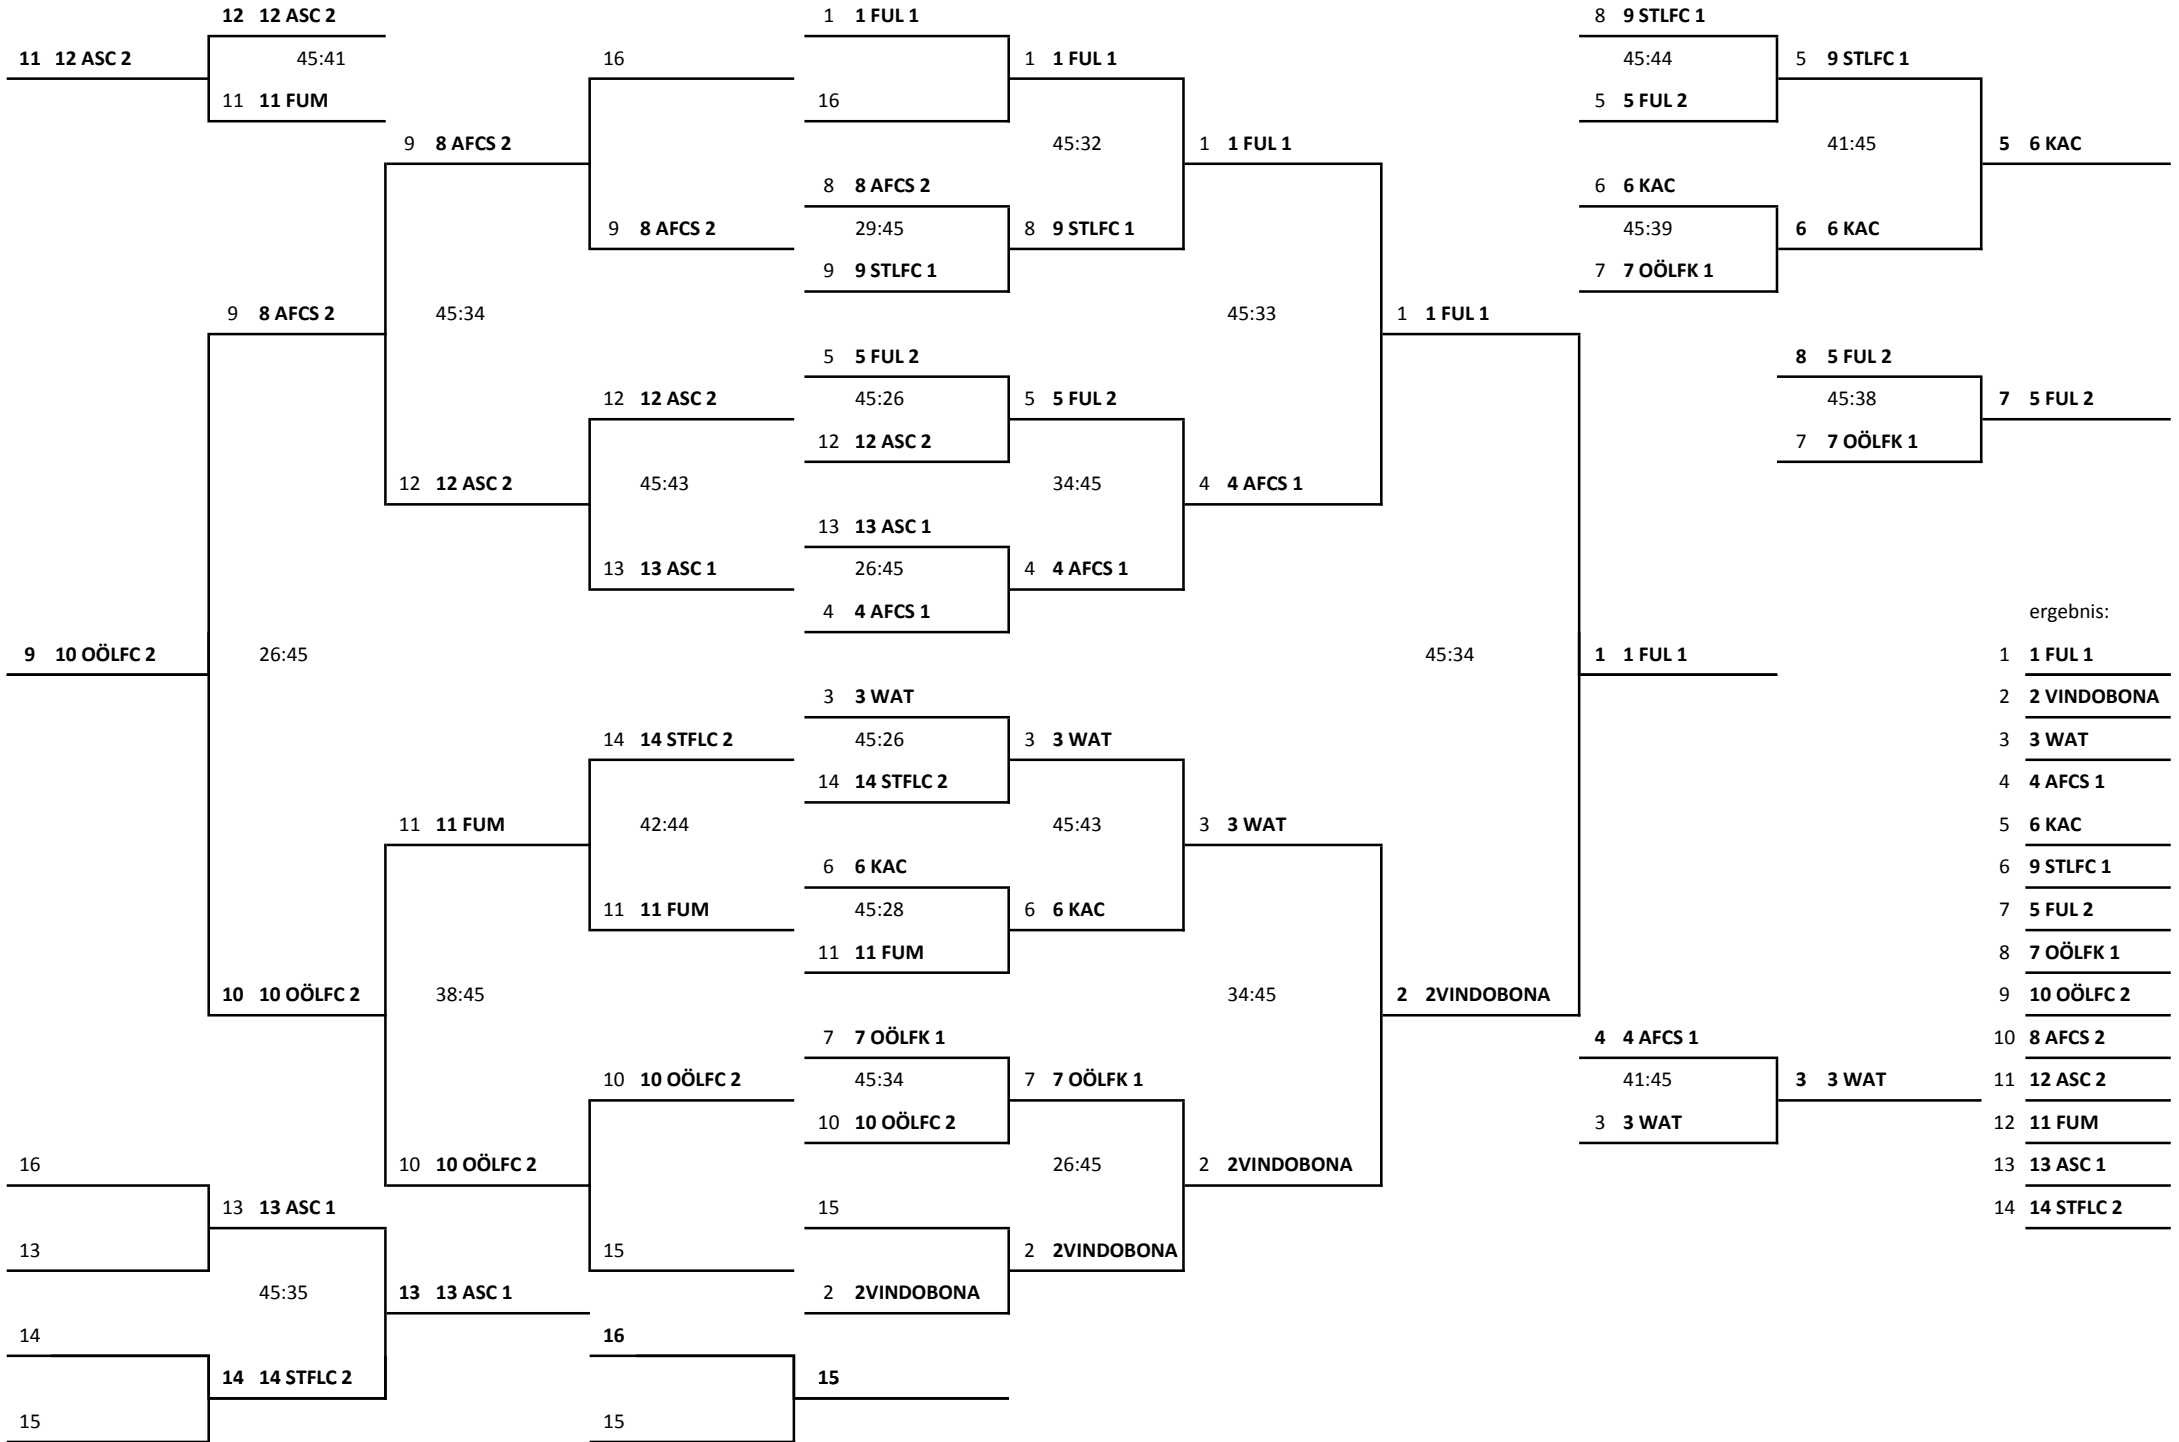 12 12 ASC 2 1 1 FUL 1 8 9 STLFC 1
11 12 ASC 2 45:41 16 1 1 FUL 1 45:44 5 9 STLFC 1
11 11 FUM 16 5 5 FUL 2
9 8 AFCS 2 45:32 1 1 FUL 1 41:45 5 6 KAC
8 8 AFCS 2 6 6 KAC
9 8 AFCS 2 29:45 8 9 STLFC 1 45:39 6 6 KAC
9 9 STLFC 1 7 7 OÖLFK 1
9 8 AFCS 2 45:34 45:33 1 1 FUL 1
5 5 FUL 2 8 5 FUL 2
12 12 ASC 2 45:26 5 5 FUL 2 45:38 7 5 FUL 2
12 12 ASC 2 7 7 OÖLFK 1
12 12 ASC 2 45:43 34:45 4 4 AFCS 1
13 13 ASC 1
13 13 ASC 1 26:45 4 4 AFCS 1
4 4 AFCS 1 ergebnis:
9 10 OÖLFC 2 26:45 45:34 1 1 FUL 1 1 1 FUL 1
3 3 WAT 2 2 VINDOBONA
14 14 STFLC 2 45:26 3 3 WAT 3 3 WAT
14 14 STFLC 2 4 4 AFCS 1
11 11 FUM 42:44 45:43 3 3 WAT 5 6 KAC
6 6 KAC 6 9 STLFC 1
11 11 FUM 45:28 6 6 KAC 7 5 FUL 2
11 11 FUM 8 7 OÖLFK 1
10 10 OÖLFC 2 38:45 34:45 2 2VINDOBONA 9 10 OÖLFC 2
7 7 OÖLFK 1 4 4 AFCS 1 10 8 AFCS 2
10 10 OÖLFC 2 45:34 7 7 OÖLFK 1 41:45 3 3 WAT 11 12 ASC 2
10 10 OÖLFC 2 3 3 WAT 12 11 FUM
16 10 10 OÖLFC 2 26:45 2 2VINDOBONA 13 13 ASC 1
13 13 ASC 1 15 14 14 STFLC 2
13 15 2 2VINDOBONA
45:35 13 13 ASC 1 2 2VINDOBONA
14 16
14 14 STFLC 2 15
15 15